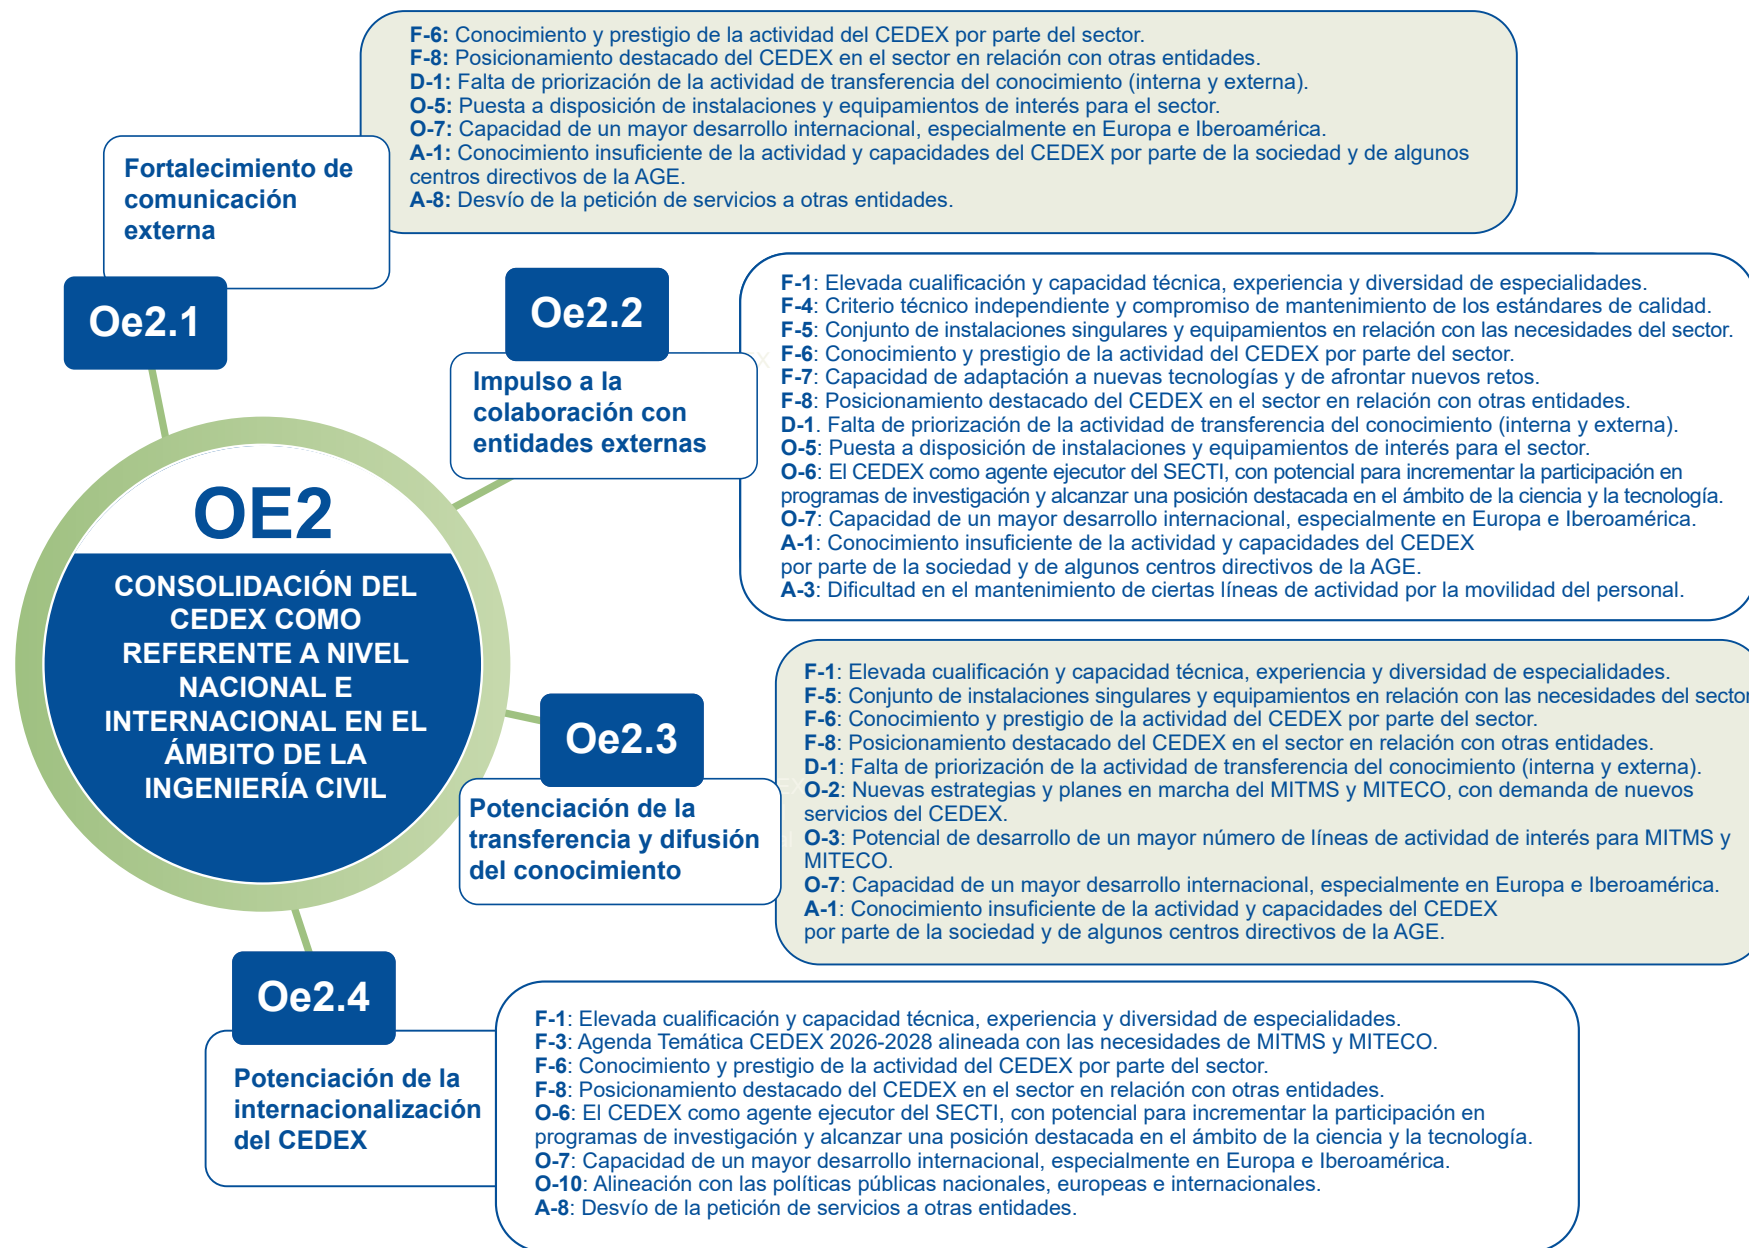 F-6: Conocimiento y prestigio de la actividad del CEDEX por parte del sector.
F-8: Posicionamiento destacado del CEDEX en el sector en relación con otras entidades.
D-1: Falta de priorización de la actividad de transferencia del conocimiento (interna y externa).
O-5: Puesta a disposición de instalaciones y equipamientos de interés para el sector.
O-7: Capacidad de un mayor desarrollo internacional, especialmente en Europa e Iberoamérica.
A-1: Conocimiento insuficiente de la actividad y capacidades del CEDEX por parte de la sociedad y de algunos
centros directivos de la AGE.
A-8: Desvío de la petición de servicios a otras entidades.
Fortalecimiento de
comunicación
externa
Oe2.1
Oe2.2
Impulso a la
colaboración con
entidades externas
F-1: Elevada cualificación y capacidad técnica, experiencia y diversidad de especialidades.
F-4: Criterio técnico independiente y compromiso de mantenimiento de los estándares de calidad.
F-5: Conjunto de instalaciones singulares y equipamientos en relación con las necesidades del sector.
F-6: Conocimiento y prestigio de la actividad del CEDEX por parte del sector.
F-7: Capacidad de adaptación a nuevas tecnologías y de afrontar nuevos retos.
F-8: Posicionamiento destacado del CEDEX en el sector en relación con otras entidades.
D-1. Falta de priorización de la actividad de transferencia del conocimiento (interna y externa).
O-5: Puesta a disposición de instalaciones y equipamientos de interés para el sector.
O-6: El CEDEX como agente ejecutor del SECTI, con potencial para incrementar la participación en
programas de investigación y alcanzar una posición destacada en el ámbito de la ciencia y la tecnología.
O-7: Capacidad de un mayor desarrollo internacional, especialmente en Europa e Iberoamérica.
A-1: Conocimiento insuficiente de la actividad y capacidades del CEDEX
por parte de la sociedad y de algunos centros directivos de la AGE.
A-3: Dificultad en el mantenimiento de ciertas líneas de actividad por la movilidad del personal.
OE2
CONSOLIDACIÓN DEL
CEDEX COMO
REFERENTE A NIVEL
NACIONAL E
INTERNACIONAL EN EL
ÁMBITO DE LA
INGENIERÍA CIVIL
Oe2.3
Potenciación de la
transferencia y difusión
del conocimiento
F-1: Elevada cualificación y capacidad técnica, experiencia y diversidad de especialidades.
F-5: Conjunto de instalaciones singulares y equipamientos en relación con las necesidades del sector
F-6: Conocimiento y prestigio de la actividad del CEDEX por parte del sector.
F-8: Posicionamiento destacado del CEDEX en el sector en relación con otras entidades.
D-1: Falta de priorización de la actividad de transferencia del conocimiento (interna y externa).
O-2: Nuevas estrategias y planes en marcha del MITMS y MITECO, con demanda de nuevos
servicios del CEDEX.
O-3: Potencial de desarrollo de un mayor número de líneas de actividad de interés para MITMS y
MITECO.
O-7: Capacidad de un mayor desarrollo internacional, especialmente en Europa e Iberoamérica.
A-1: Conocimiento insuficiente de la actividad y capacidades del CEDEX
por parte de la sociedad y de algunos centros directivos de la AGE.
Oe2.4
Potenciación de la
internacionalización
del CEDEX
F-1: Elevada cualificación y capacidad técnica, experiencia y diversidad de especialidades.
F-3: Agenda Temática CEDEX 2026-2028 alineada con las necesidades de MITMS y MITECO.
F-6: Conocimiento y prestigio de la actividad del CEDEX por parte del sector.
F-8: Posicionamiento destacado del CEDEX en el sector en relación con otras entidades.
O-6: El CEDEX como agente ejecutor del SECTI, con potencial para incrementar la participación en
programas de investigación y alcanzar una posición destacada en el ámbito de la ciencia y la tecnología.
O-7: Capacidad de un mayor desarrollo internacional, especialmente en Europa e Iberoamérica.
O-10: Alineación con las políticas públicas nacionales, europeas e internacionales.
A-8: Desvío de la petición de servicios a otras entidades.